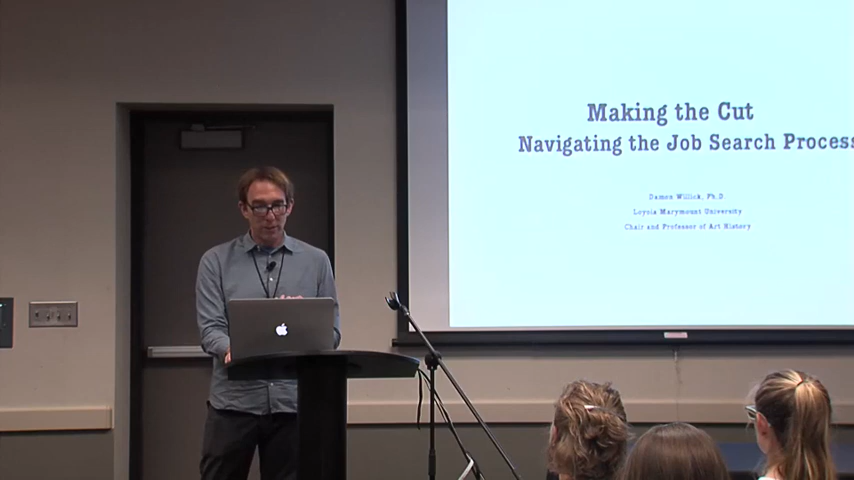 Making the Cut
Navigating the Job Search Process
Damon Willick, Ph.D.
Loyola Marymount University
Chair and Professor of Art History